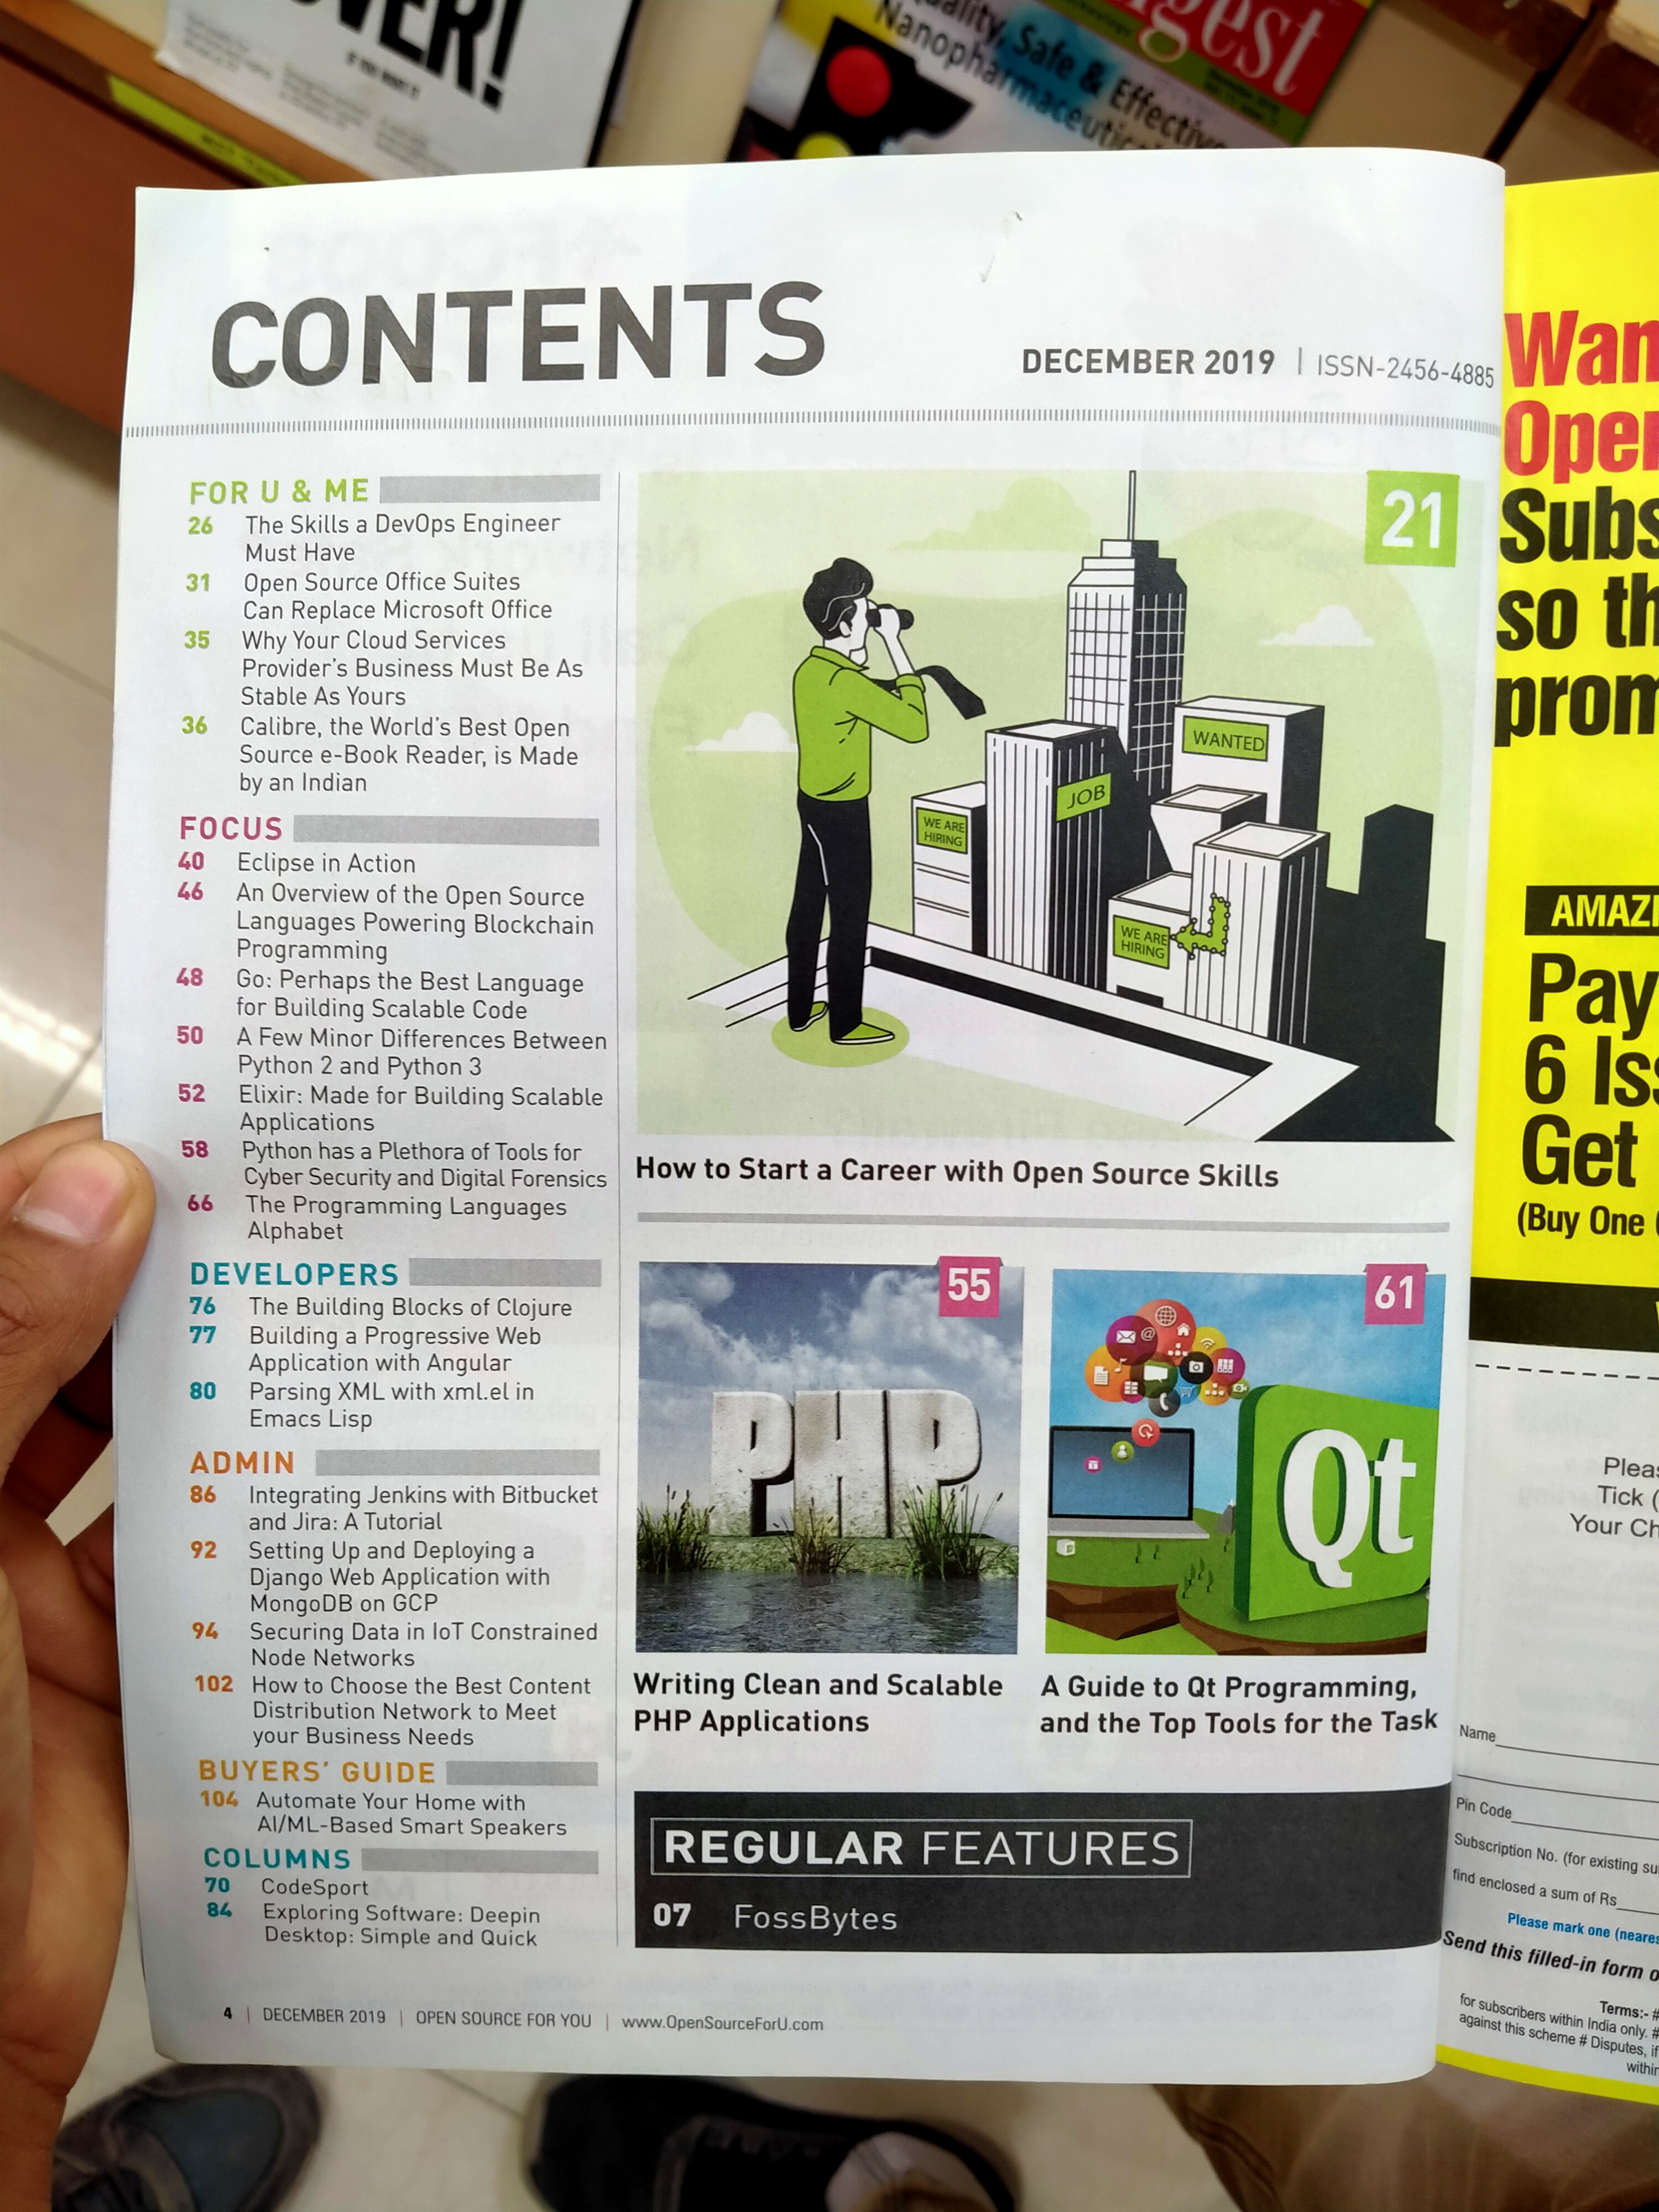 OVER!
IF YOU WANT IT
Quality, Safe & Effective
Nanopharmaceutical
CONTENTS
DECEMBER 2019 | ISSN-2456-4885
FOR U & ME
26 The Skills a DevOps Engineer
Must Have
31 Open Source Office Suites
Can Replace Microsoft Office
35 Why Your Cloud Services
Provider's Business Must Be As
Stable As Yours
36 Calibre, the World's Best Open
Source e-Book Reader, is Made
by an Indian
FOCUS
40 Eclipse in Action
46 An Overview of the Open Source
Languages Powering Blockchain
Programming
48 Go: Perhaps the Best Language
for Building Scalable Code
50 A Few Minor Differences Between
Python 2 and Python 3
52 Elixir: Made for Building Scalable
Applications
58 Python has a Plethora of Tools for
Cyber Security and Digital Forensics
66 The Programming Languages
Alphabet
DEVELOPERS
76 The Building Blocks of Clojure
77 Building a Progressive Web
Application with Angular
80 Parsing XML with xml.el in
Emacs Lisp
ADMIN
86 Integrating Jenkins with Bitbucket
and Jira: A Tutorial
92 Setting Up and Deploying a
Django Web Application with
MongoDB on GCP
94 Securing Data in IoT Constrained
Node Networks
102 How to Choose the Best Content
Distribution Network to Meet
your Business Needs
BUYERS' GUIDE
104 Automate Your Home with
AI/ML-Based Smart Speakers
COLUMNS
70 CodeSport
84 Exploring Software: Deepin
Desktop: Simple and Quick
21
WANTED
JOB
WE ARE
HIRING
WE ARE
HIRING
How to Start a Career with Open Source Skills
55
PHP
Writing Clean and Scalable
PHP Applications
61
@
Qt
A Guide to Qt Programming,
and the Top Tools for the Task
REGULAR FEATURES
07 FossBytes
4 | DECEMBER 2019 | OPEN SOURCE FOR YOU | www.OpenSourceForU.com
so th
Pay
Get
(Buy One
Tick (
Your Ch
Name
Pin Code
Subscription No. (for existing su
find enclosed a sum of Rs
Please mark one (neares
Send this filled-in form o
Terms:- #
for subscribers within India only. #
against this scheme # Disputes, if
within